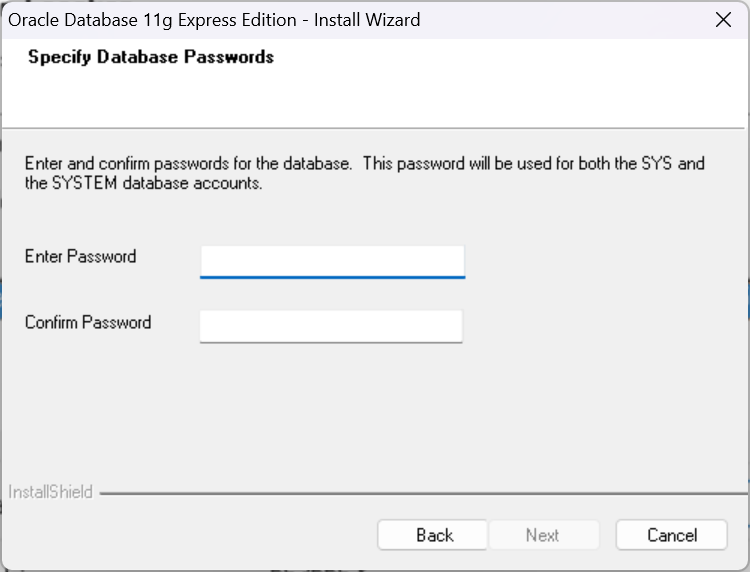 Oracle Database 11g Express Edition - Install Wizard
Specify Database Passwords
Enter and confirm passwords for the database.  This password will be used for both the SYS and
the SYSTEM database accounts.
Enter Password
Confirm Password
InstallShield
Back
Next
Cancel